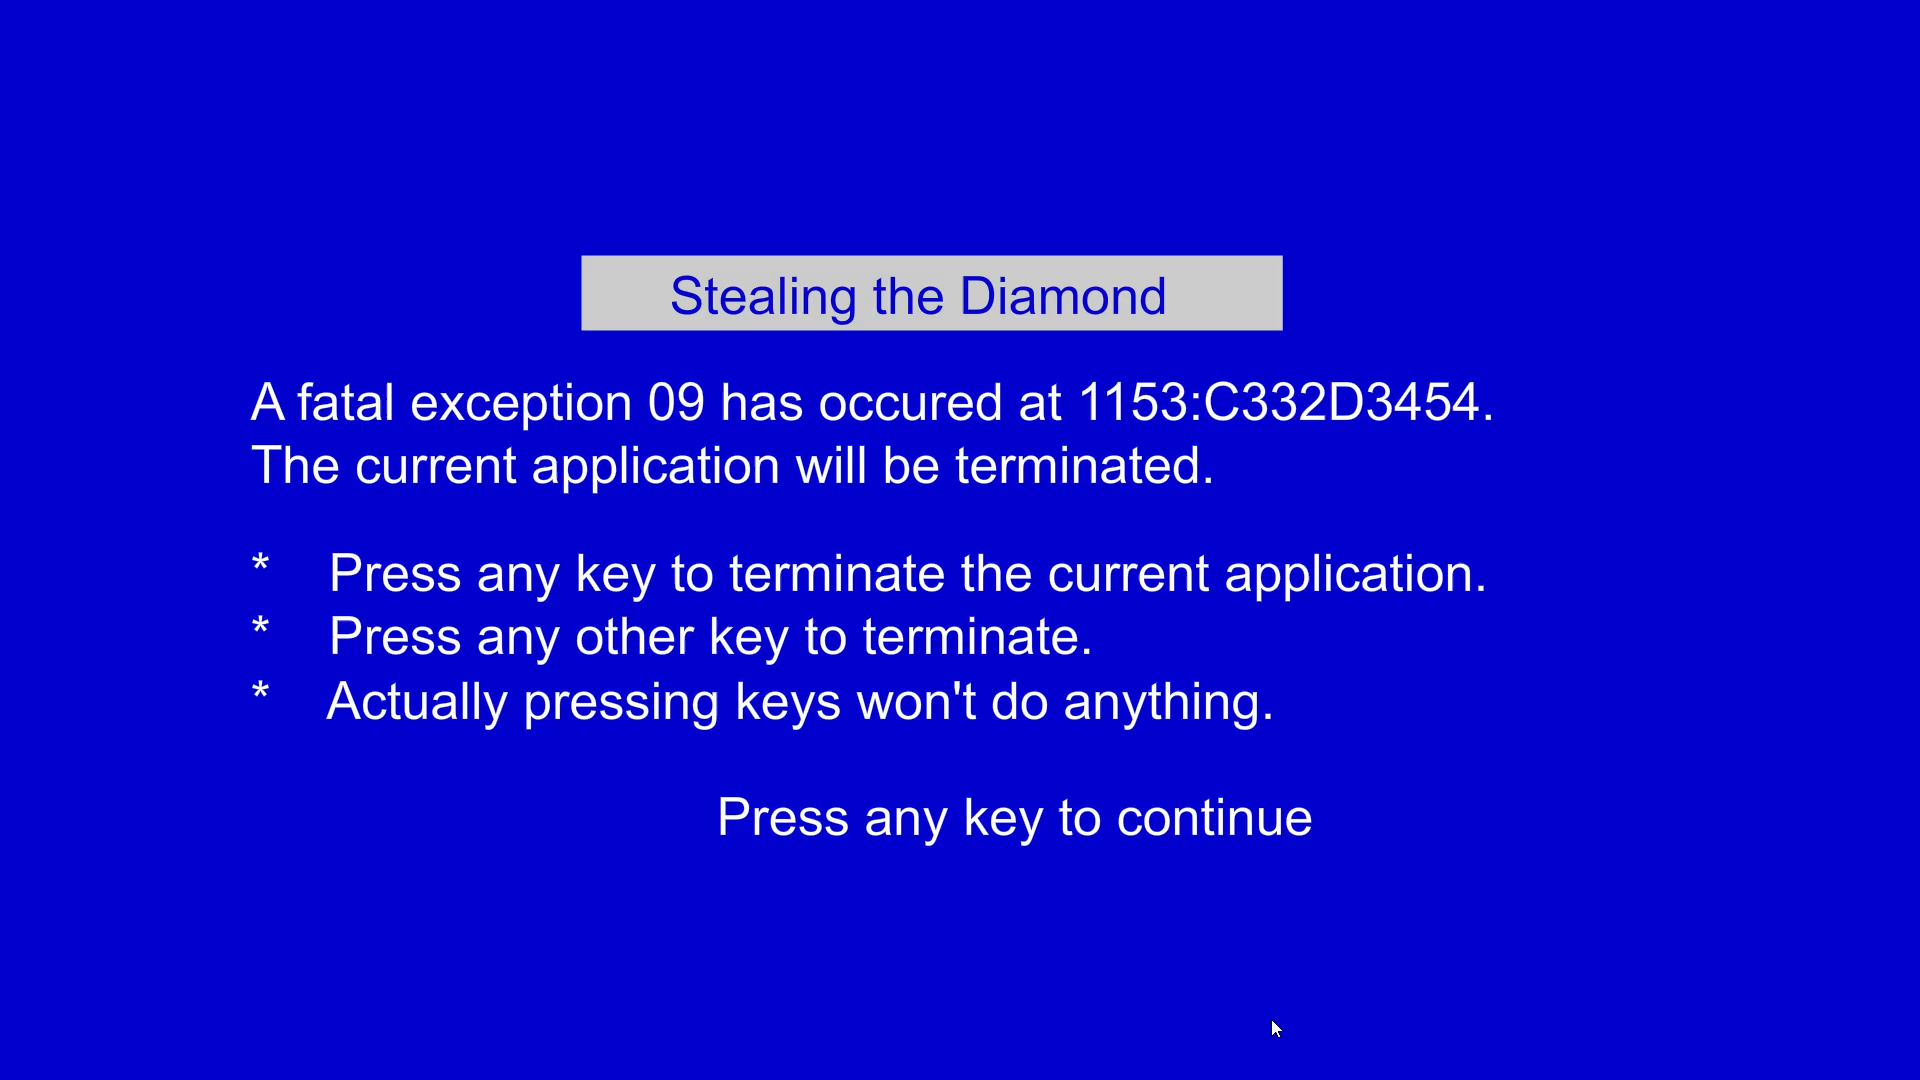 Stealing the Diamond
A fatal exception 09 has occured at 1153:C332D3454.
The current application will be terminated.
* Press any key to terminate the current application.
* Press any other key to terminate.
* Actually pressing keys won't do anything.
Press any key to continue